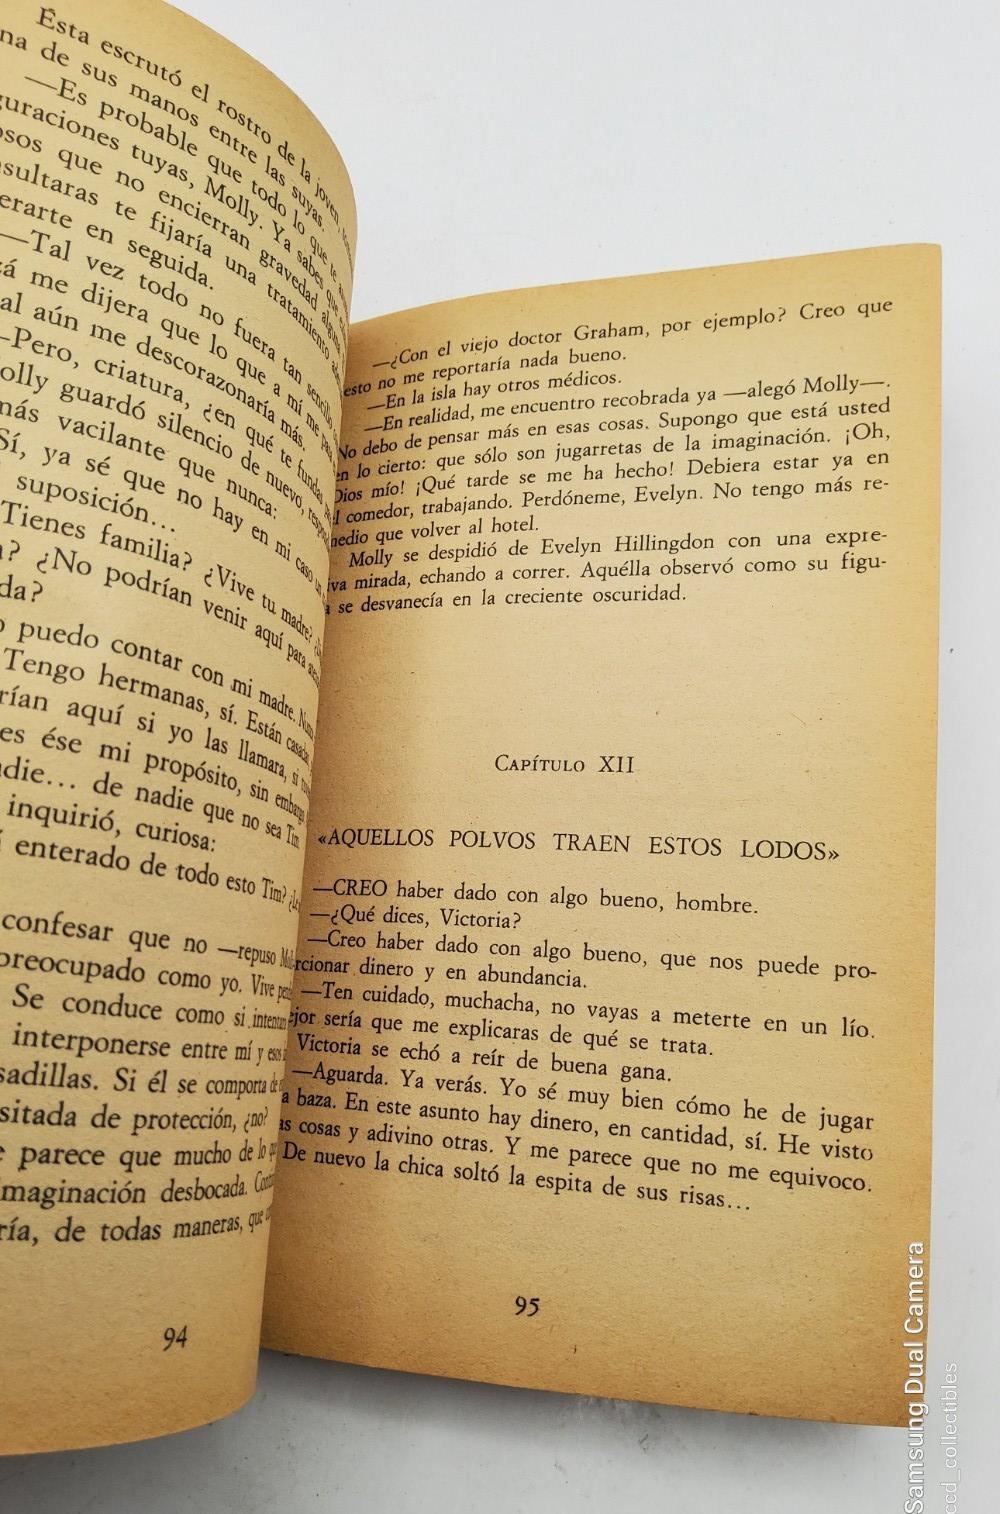 Ésta escrutó el rostro de la joven,
na de sus manos entre las suyas.
—Es probable que todo lo que te
guraciones tuyas, Molly. Ya sabes que
osos que no encierran gravedad alguna.
nsultaras te fijaría una tratamiento
erarte en seguida.
—Tal vez todo no fuera tan sencillo.
zá me dijera que lo que a mí me pasa
al aún me descorazonaría más.
—Pero, criatura, ¿en qué te fundas
olly guardó silencio de nuevo,
más vacilante que nunca:
Sí, ya sé que no hay en mi caso un
suposición...
Tienes familia? ¿Vive tu madre?
? ¿No podrían venir aquí para
da?
o puedo contar con mi madre. Nunca
Tengo hermanas, sí. Están casadas,
rían aquí si yo las llamara, si
es ése mi propósito, sin embargo.
adie... de nadie que no sea Tim.
inquirió, curiosa:
enterado de todo esto Tim?
confesar que no —repuso
preocupado como yo. Vive
Se conduce como si
interponerse entre mí y esos
sadillas. Si él se comporta de
sitada de protección, ¿no?
e parece que mucho de lo
maginación desbocada.
ría, de todas maneras, que
94
—¿Con el viejo doctor Graham, por ejemplo? Creo que
esto no me reportaría nada bueno.
—En la isla hay otros médicos.
—En realidad, me encuentro recobrada ya —alegó Molly—.
No debo de pensar más en esas cosas. Supongo que está usted
en lo cierto: que sólo son jugarretas de la imaginación. ¡Oh,
Dios mío! ¡Qué tarde se me ha hecho! Debiera estar ya en
el comedor, trabajando. Perdóneme, Evelyn. No tengo más re-
medio que volver al hotel.
Molly se despidió de Evelyn Hillingdon con una expre-
iva mirada, echando a correr. Aquélla observó como su figu-
a se desvanecía en la creciente oscuridad.
CAPÍTULO XII
«AQUELLOS POLVOS TRAEN ESTOS LODOS»
—CREO haber dado con algo bueno, hombre.
—¿Qué dices, Victoria?
—Creo haber dado con algo bueno, que nos puede pro-
rcionar dinero y en abundancia.
—Ten cuidado, muchacha, no vayas a meterte en un lío.
ejor sería que me explicaras de qué se trata.
Victoria se echó a reír de buena gana.
—Aguarda. Ya verás. Yo sé muy bien cómo he de jugar
a baza. En este asunto hay dinero, en cantidad, sí. He visto
as cosas y adivino otras. Y me parece que no me equivoco.
De nuevo la chica soltó la espita de sus risas...
95
Samsung Dual Camera
ccd_collectibles